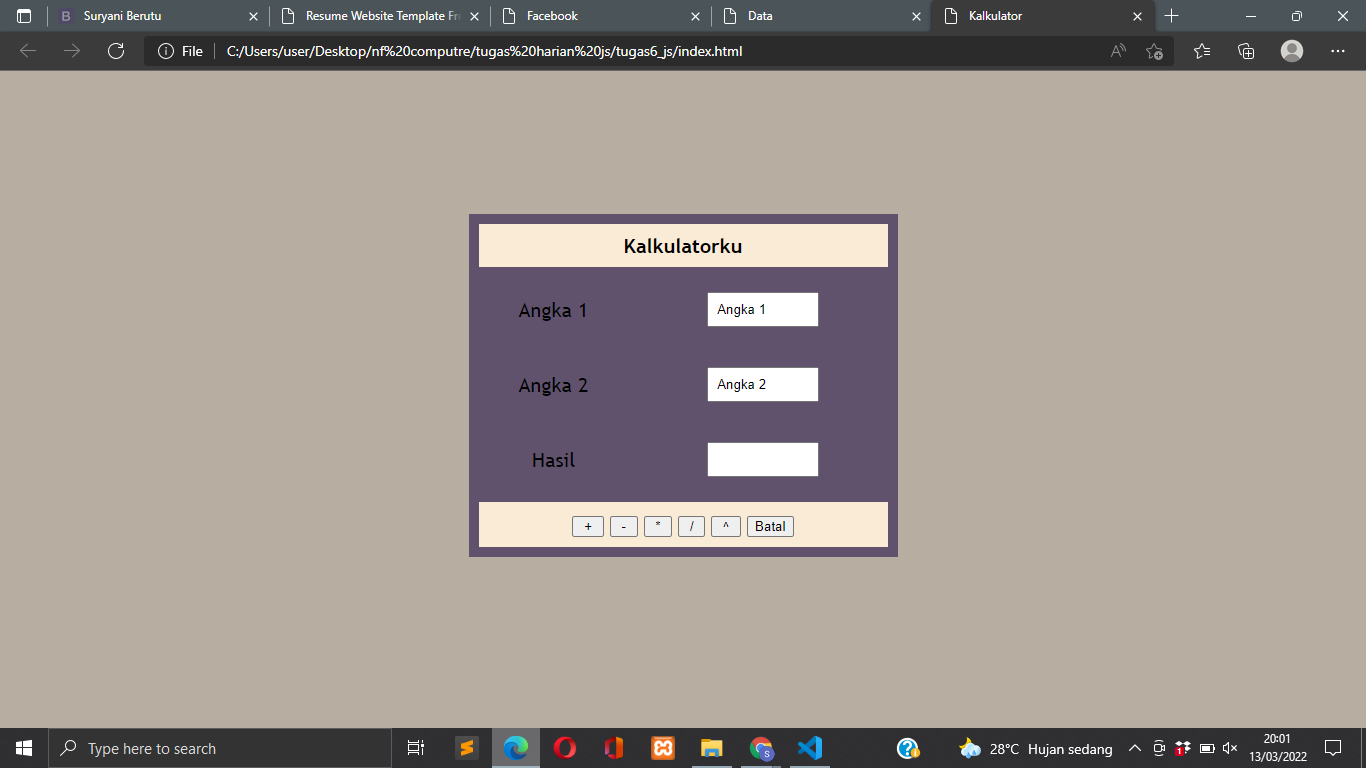 Suryani Berutu
Resume Website Template Fr
Facebook
Data
Kalkulator
File
C:/Users/user/Desktop/nf%20computre/tugas%20harian%20js/tugas6_js/index.html
Kalkulatorku
Angka 1
Angka 1
Angka 2
Angka 2
Hasil
+ - * / ^ Batal
Type here to search
28°C Hujan sedang
20:01
13/03/2022